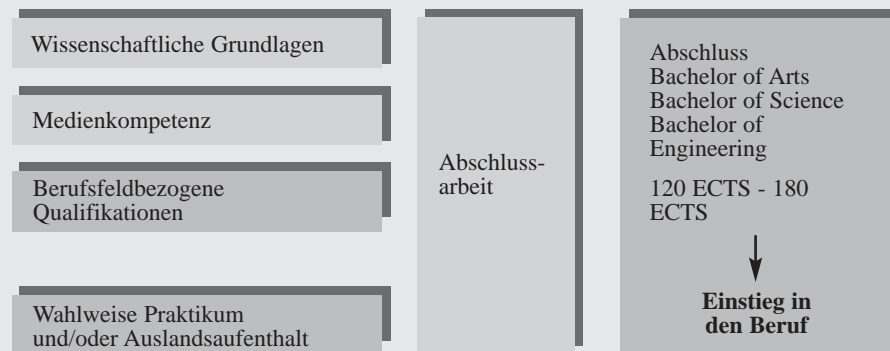 Wissenschaftliche Grundlagen
Medienkompetenz
Berufsfeldbezogene
Qualifikationen
Wahlweise Praktikum
und/oder Auslandsaufenthalt
Abschluss-
arbeit
Abschluss
Bachelor of Arts
Bachelor of Science
Bachelor of
Engineering
120 ECTS - 180
ECTS
Einstieg in
den Beruf